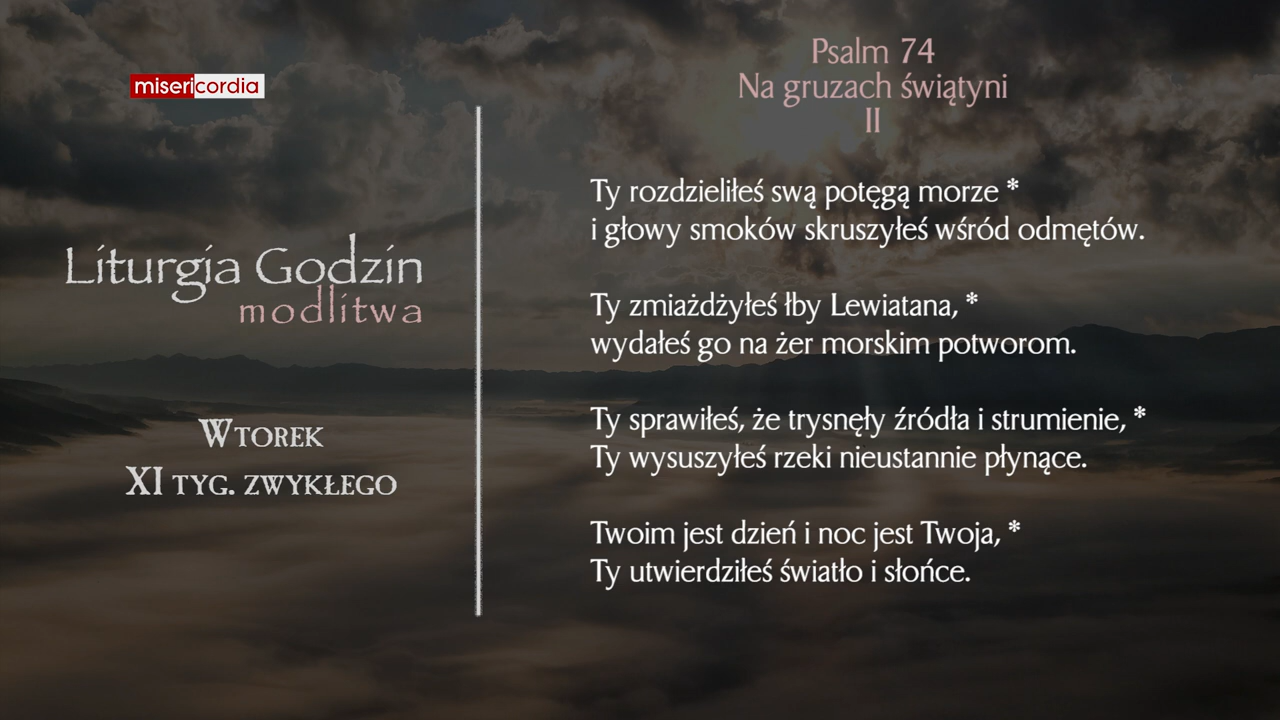 misericordia
Liturgia Godzin
modlitwa
Wtorek
XI tyg. zwykłego
Psalm 74
Na gruzach świątyni
II
Ty rozdzieliłeś swą potęgą morze *
i głowy smoków skruszyłeś wśród odmętów.
Ty zmiażdżyłeś łby Lewiatana, *
wydałeś go na żer morskim potworom.
Ty sprawiłeś, że trysnęły źródła i strumienie, *
Ty wysuszyłeś rzeki nieustannie płynące.
Twoim jest dzień i noc jest Twoja, *
Ty utwierdziłeś światło i słońce.